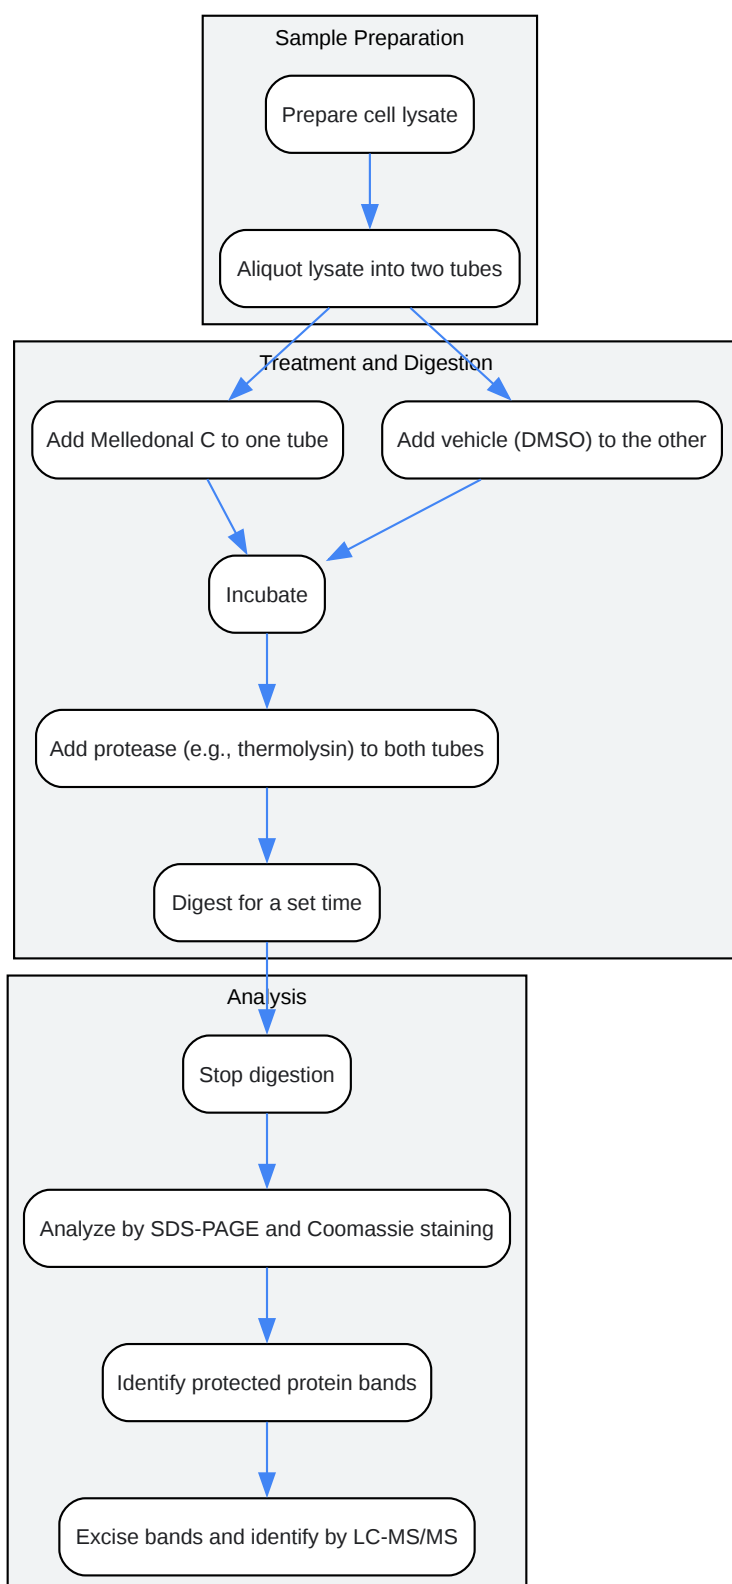 Sample Preparation
Prepare cell lysate
Aliquot lysate into two tubes
Treatment and Digestion
Add Melledonal C to one tube
Add vehicle (DMSO) to the other
Incubate
Add protease (e.g., thermolysin) to both tubes
Digest for a set time
Analysis
Stop digestion
Analyze by SDS-PAGE and Coomassie staining
Identify protected protein bands
Excise bands and identify by LC-MS/MS